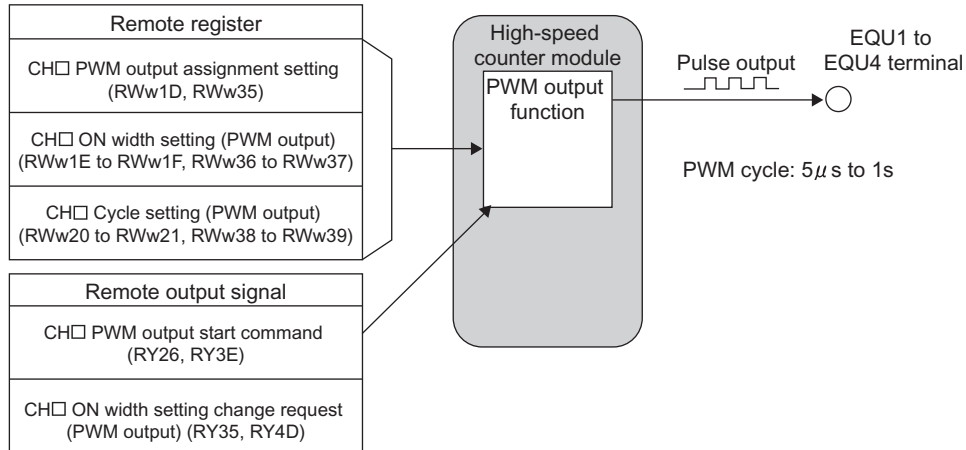 Remote register
CH□ PWM output assignment setting
(RWw1D, RWw35)
CH□ ON width setting (PWM output)
(RWw1E to RWw1F, RWw36 to RWw37)
CH□ Cycle setting (PWM output)
(RWw20 to RWw21, RWw38 to RWw39)
Remote output signal
CH□ PWM output start command
(RY26, RY3E)
CH□ ON width setting change request
(PWM output) (RY35, RY4D)
High-speed
counter module
PWM output
function
Pulse output
EQU1 to
EQU4 terminal
PWM cycle: 5μs to 1s